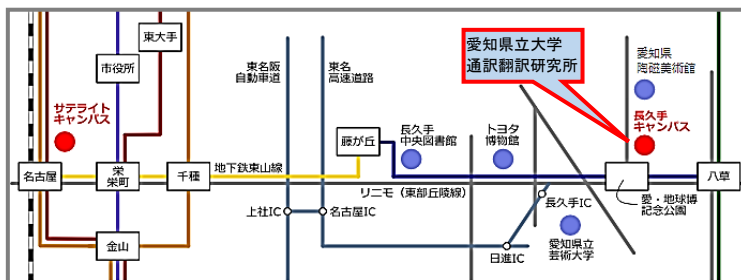 愛知県立大学
通訳翻訳研究所
東大手
市役所
東名阪
自動車道
東名
高速道路
愛知県
陶磁美術館
サテライト
キャンパス
藤が丘
長久手
中央図書館
トヨタ
博物館
長久手
キャンパス
名古屋
栄
栄町
千種
地下鉄東山線
リニモ（東部丘陵線）
八草
愛・地球博
記念公園
上社IC
名古屋IC
長久手IC
金山
日進IC
愛知県立
芸術大学